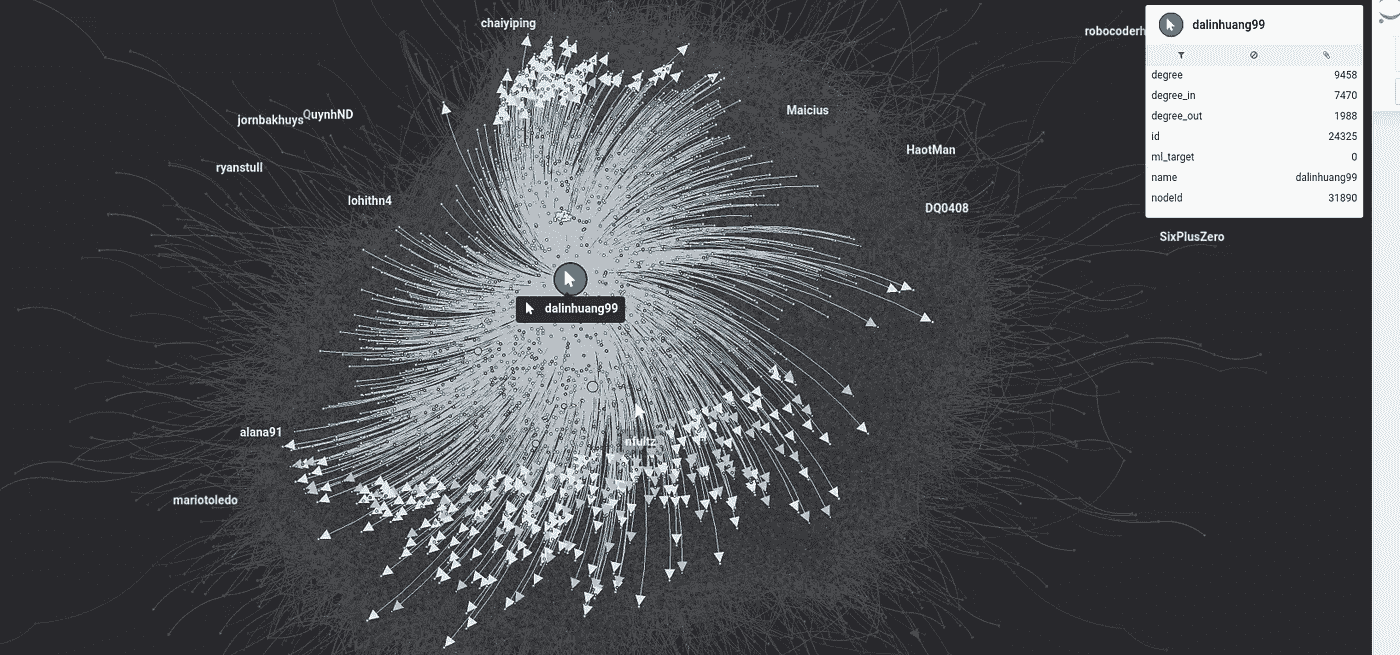 chaiyiping
robocoderh
dalinhuang99
degree 9458
degree_in 7470
degree_out 1988
id 24325
ml_target 0
name dalinhuang99
nodeId 31890
jornbakhuys
QuynhND
Maicius
HaotMan
ryanstull
lohithn4
DQ0408
SixPlusZero
dalinhuang99
alana91
nfultz
mariotoledo